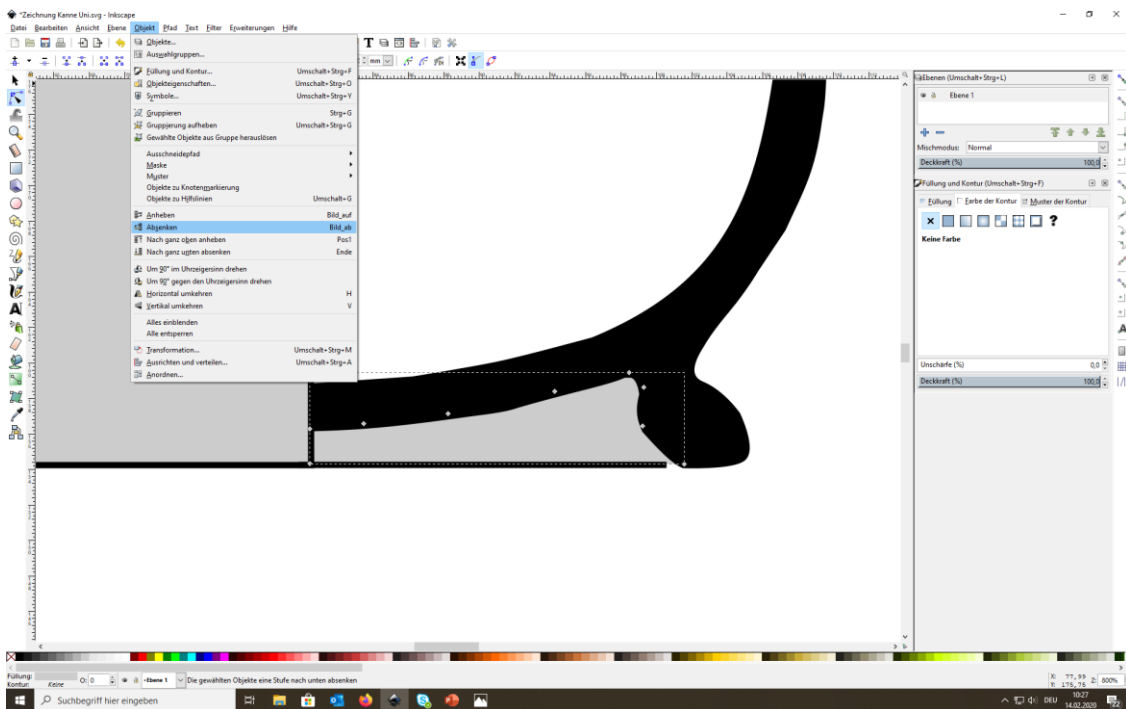 *Zeichnung Kanne Uni.svg - Inkscape
Datei Bearbeiten Ansicht Ebene Objekt Pfad Text Filter Erweiterungen Hilfe
Objekte...
Auswahlgruppen...
Füllung und Kontur... Umschalt+Strg+F
Objekteigenschaften... Umschalt+Strg+O
Symbole... Umschalt+Strg+Y
Gruppieren Strg+G
Gruppierung aufheben Umschalt+Strg+G
Gewählte Objekte aus Gruppe herauslösen
Ausschneidepfad
Maske
Muster
Objekte zu Knotenmarkierung
Objekte zu Hilfslinien Umschalt+G
Anheben Bild_auf
Absenken Bild_ab
Nach ganz oben anheben Pos1
Nach ganz unten absenken Ende
Um 90° im Uhrzeigersinn drehen
Um 90° gegen den Uhrzeigersinn drehen
Horizontal umkehren H
Vertikal umkehren V
Alles einblenden
Alle entsperren
Transformation... Umschalt+Strg+M
Ausrichten und verteilen... Umschalt+Strg+A
Anordnen...
mm
Ebenen (Umschalt+Strg+L)
Ebene 1
Mischmodus: Normal
Deckkraft (%) 100,0
Füllung und Kontur (Umschalt+Strg+F)
Füllung Farbe der Kontur Muster der Kontur
Keine Farbe
Unschärfe (%) 0,0
Deckkraft (%) 100,0
Füllung:
Kontur: Keine
O: 0 -Ebene 1 Die gewählten Objekte eine Stufe nach unten absenken
X: 77,99
Y: 175,76
Z: 800%
Suchbegriff hier eingeben
DEU
10:27
14.02.2020
22